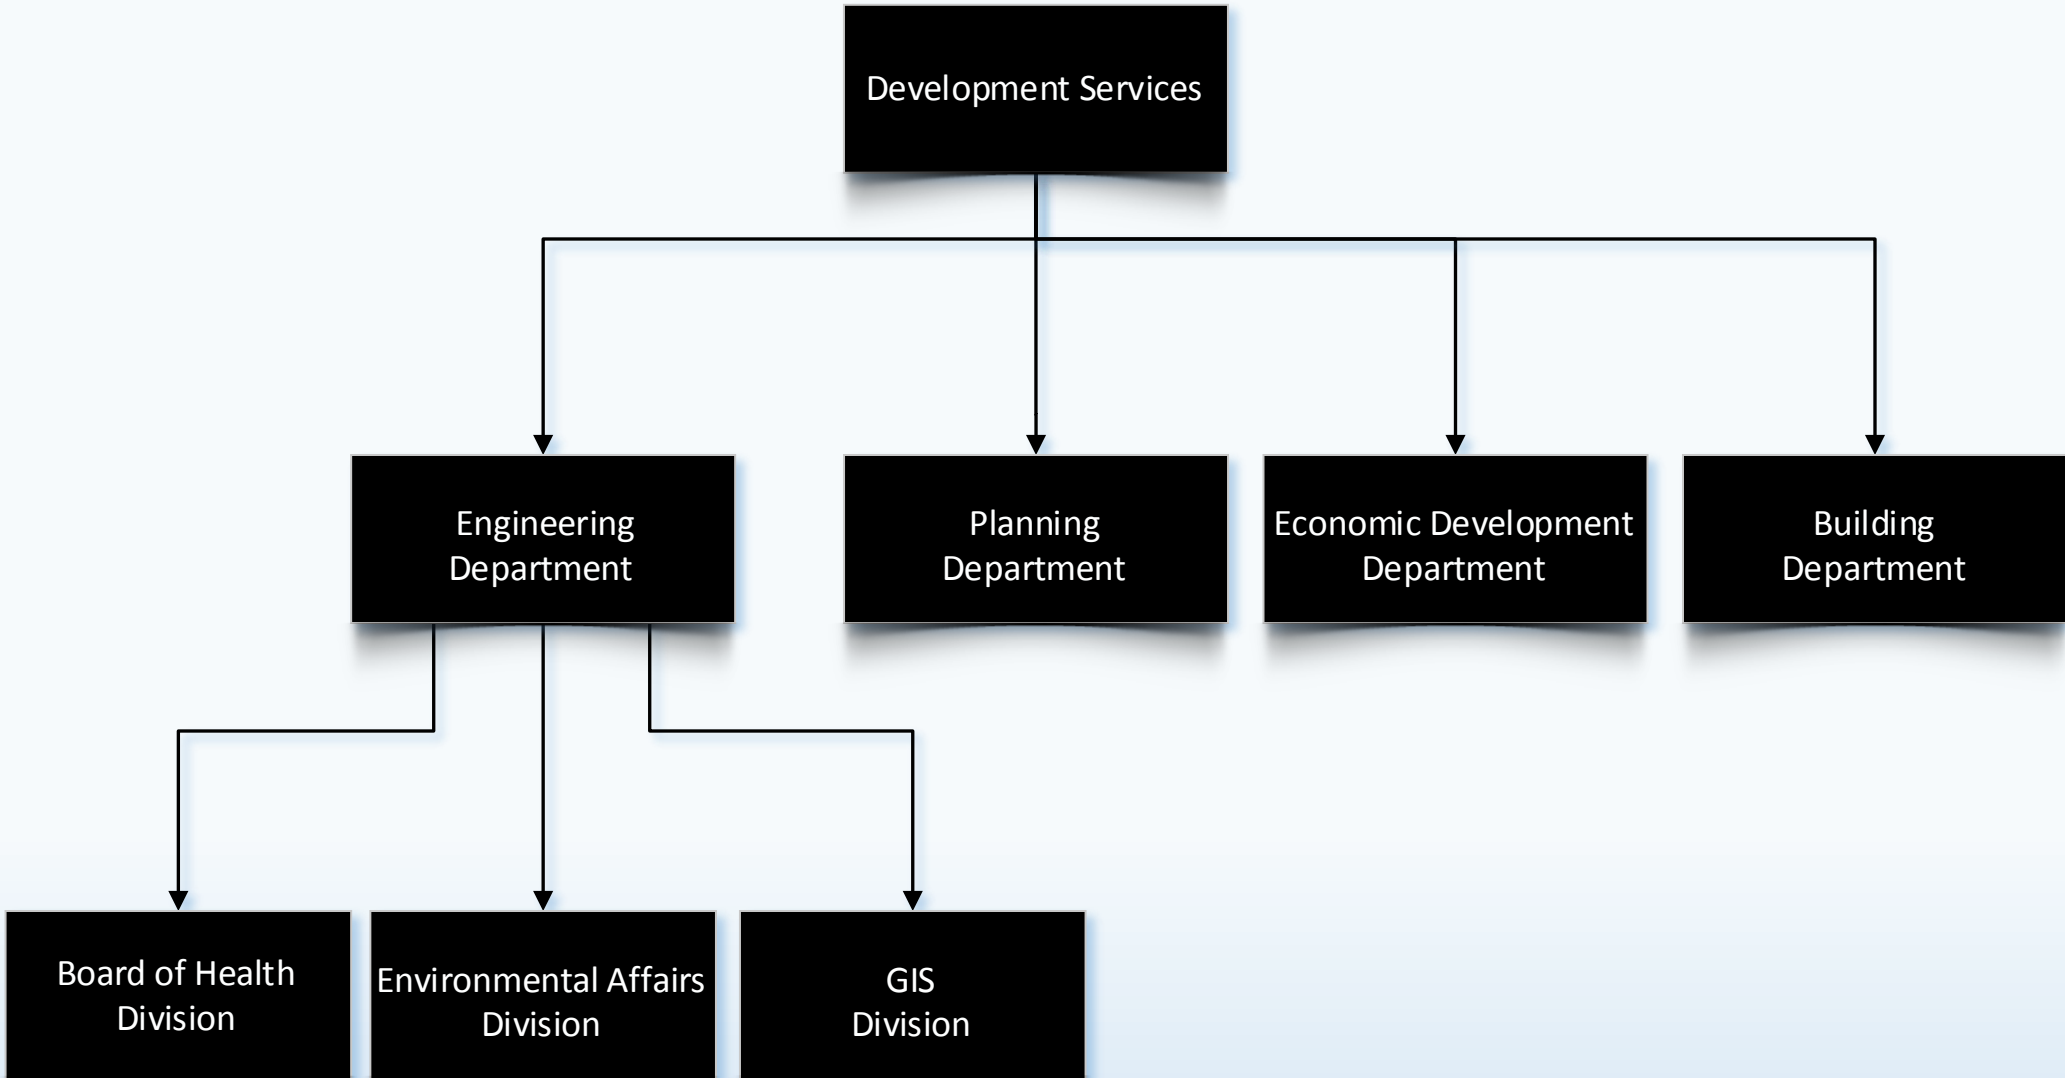 Development Services
Engineering
Department
Planning
Department
Economic Development
Department
Building
Department
Board of Health
Division
Environmental Affairs
Division
GIS
Division